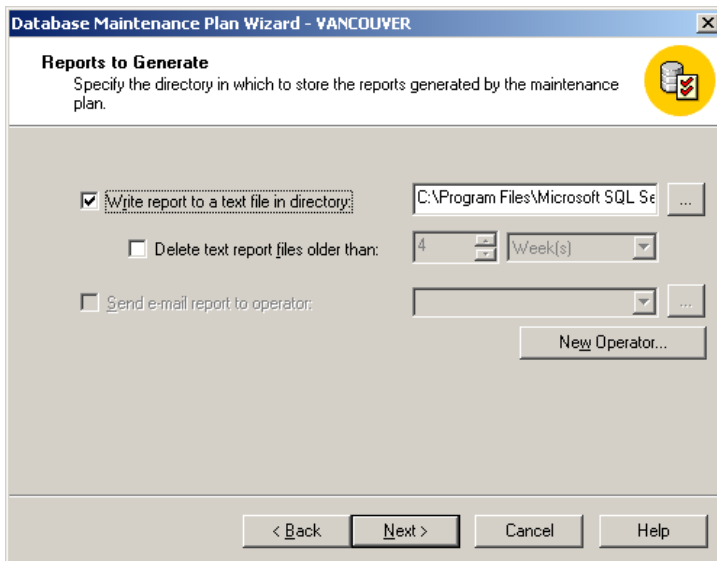 Database Maintenance Plan Wizard - VANCOUVER
Reports to Generate
Specify the directory in which to store the reports generated by the maintenance
plan.
Write report to a text file in directory: C:\Program Files\Microsoft SQL Se ...
Delete text report files older than: 4 Week(s)
Send e-mail report to operator: ...
New Operator...
< Back Next > Cancel Help